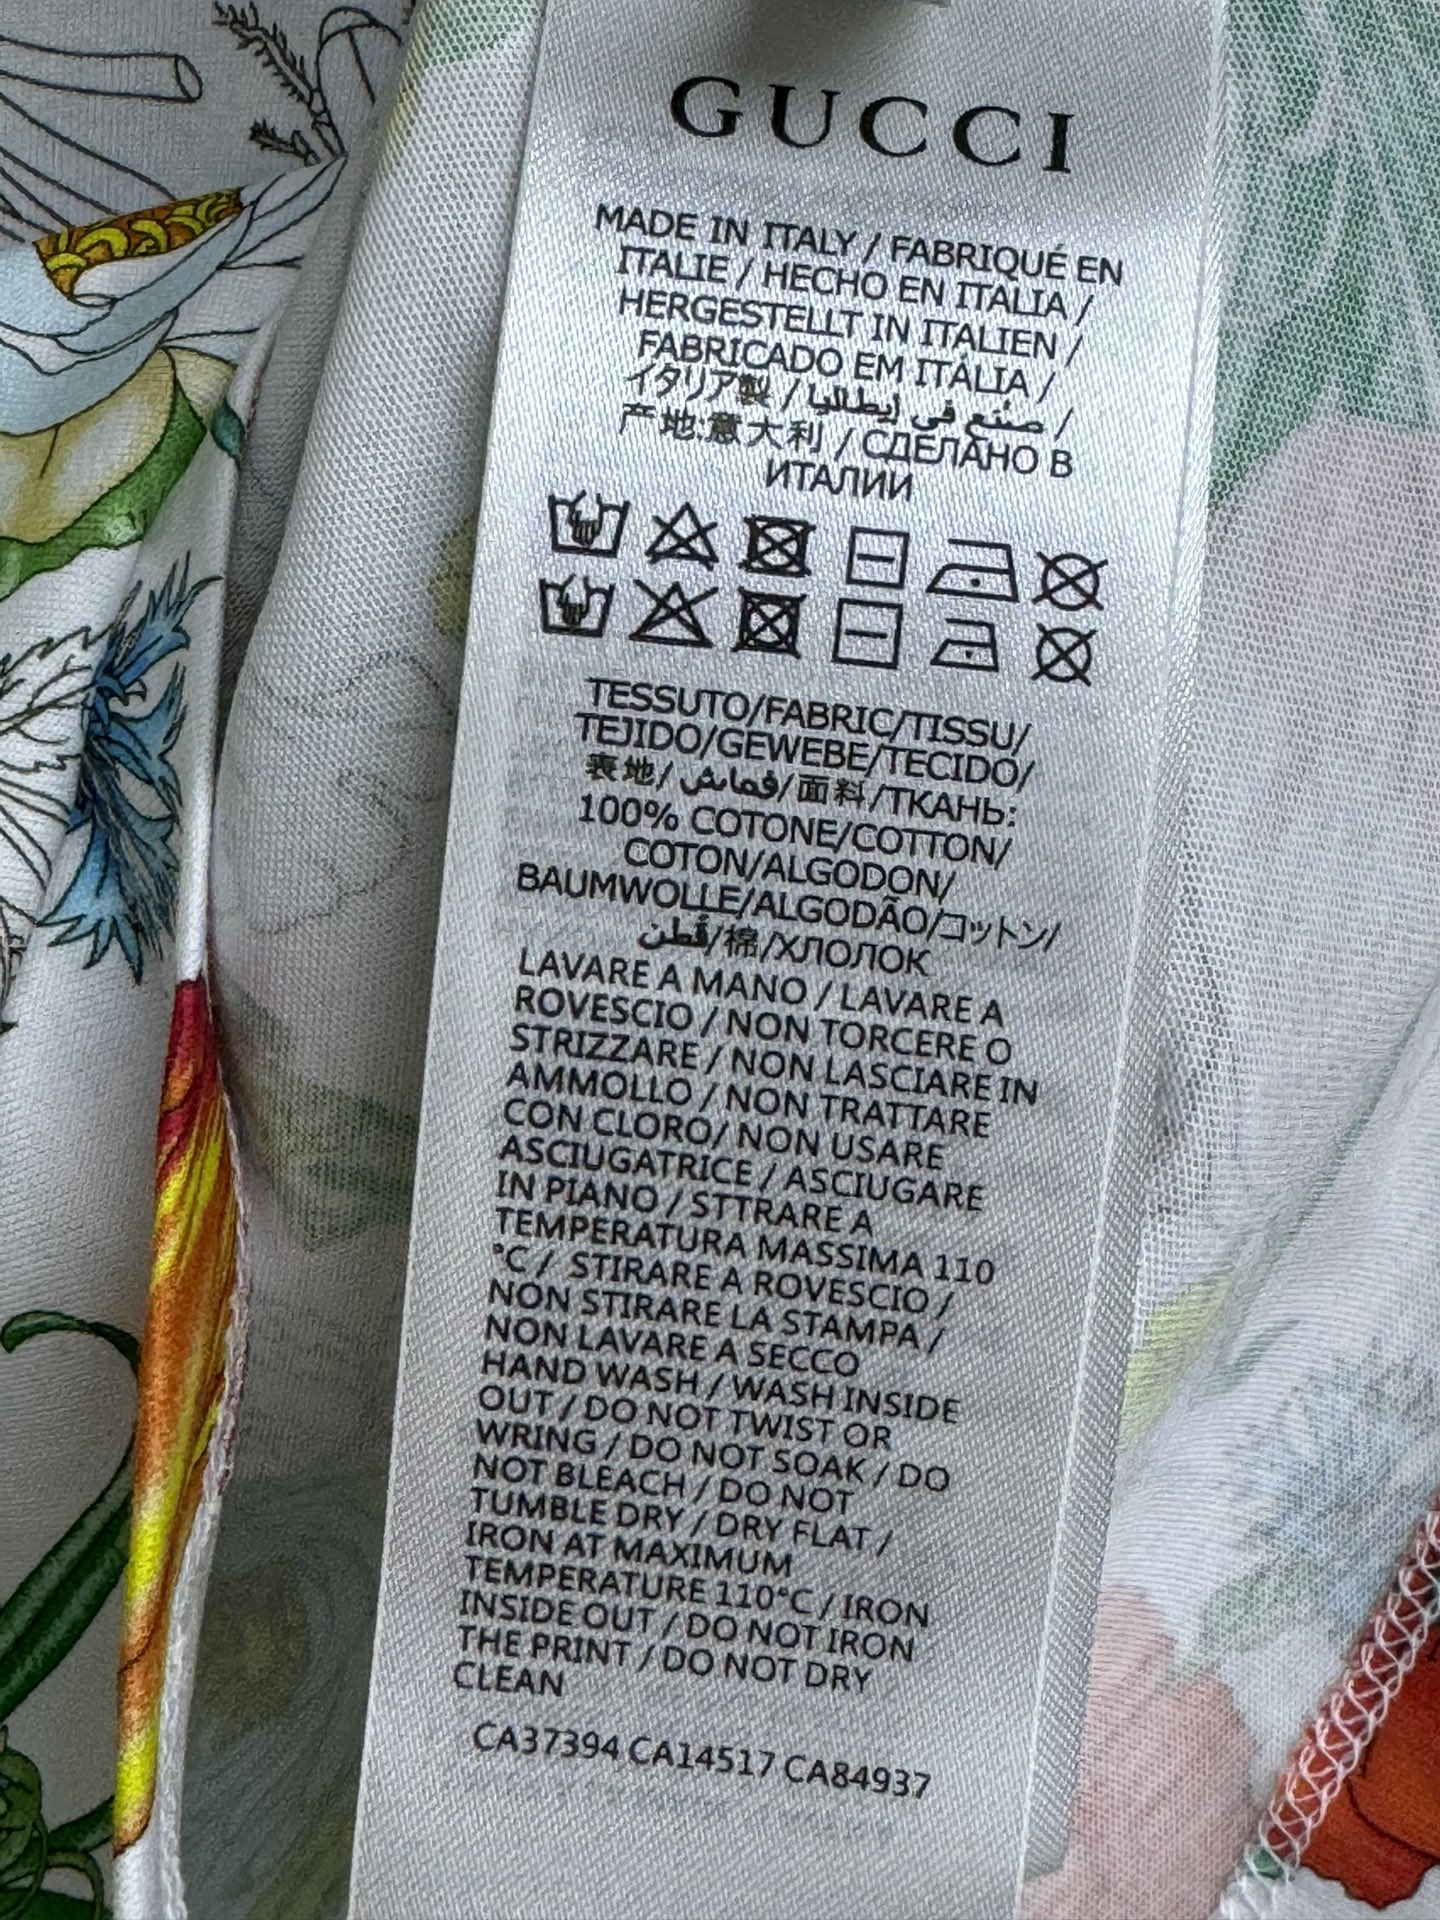 GUCCI
MADE IN ITALY / FABRIQUÉ EN
ITALIE / HECHO EN ITALIA /
HERGESTELLT IN ITALIEN /
FABRICADO EM ITÁLIA /
イタリア製 / صنع في إيطاليا /
产地:意大利 / СДЕЛАНО В
ИТАЛИИ
TESSUTO/FABRIC/TISSU/
TEJIDO/GEWEBE/TECIDO/
表地/قماش/面料/ТКАНЬ:
100% COTONE/COTTON/
COTON/ALGODON/
BAUMWOLLE/ALGODÃO/コットン/
قطن/棉/ХЛОЛОК
LAVARE A MANO / LAVARE A
ROVESCIO / NON TORCERE O
STRIZZARE / NON LASCIARE IN
AMMOLLO / NON TRATTARE
CON CLORO/ NON USARE
ASCIUGATRICE / ASCIUGARE
IN PIANO / STTRARE A
TEMPERATURA MASSIMA 110
°C / STIRARE A ROVESCIO /
NON STIRARE LA STAMPA /
NON LAVARE A SECCO
HAND WASH / WASH INSIDE
OUT / DO NOT TWIST OR
WRING / DO NOT SOAK / DO
NOT BLEACH / DO NOT
TUMBLE DRY / DRY FLAT /
IRON AT MAXIMUM
TEMPERATURE 110°C / IRON
INSIDE OUT / DO NOT IRON
THE PRINT / DO NOT DRY
CLEAN
CA37394 CA14517 CA84937